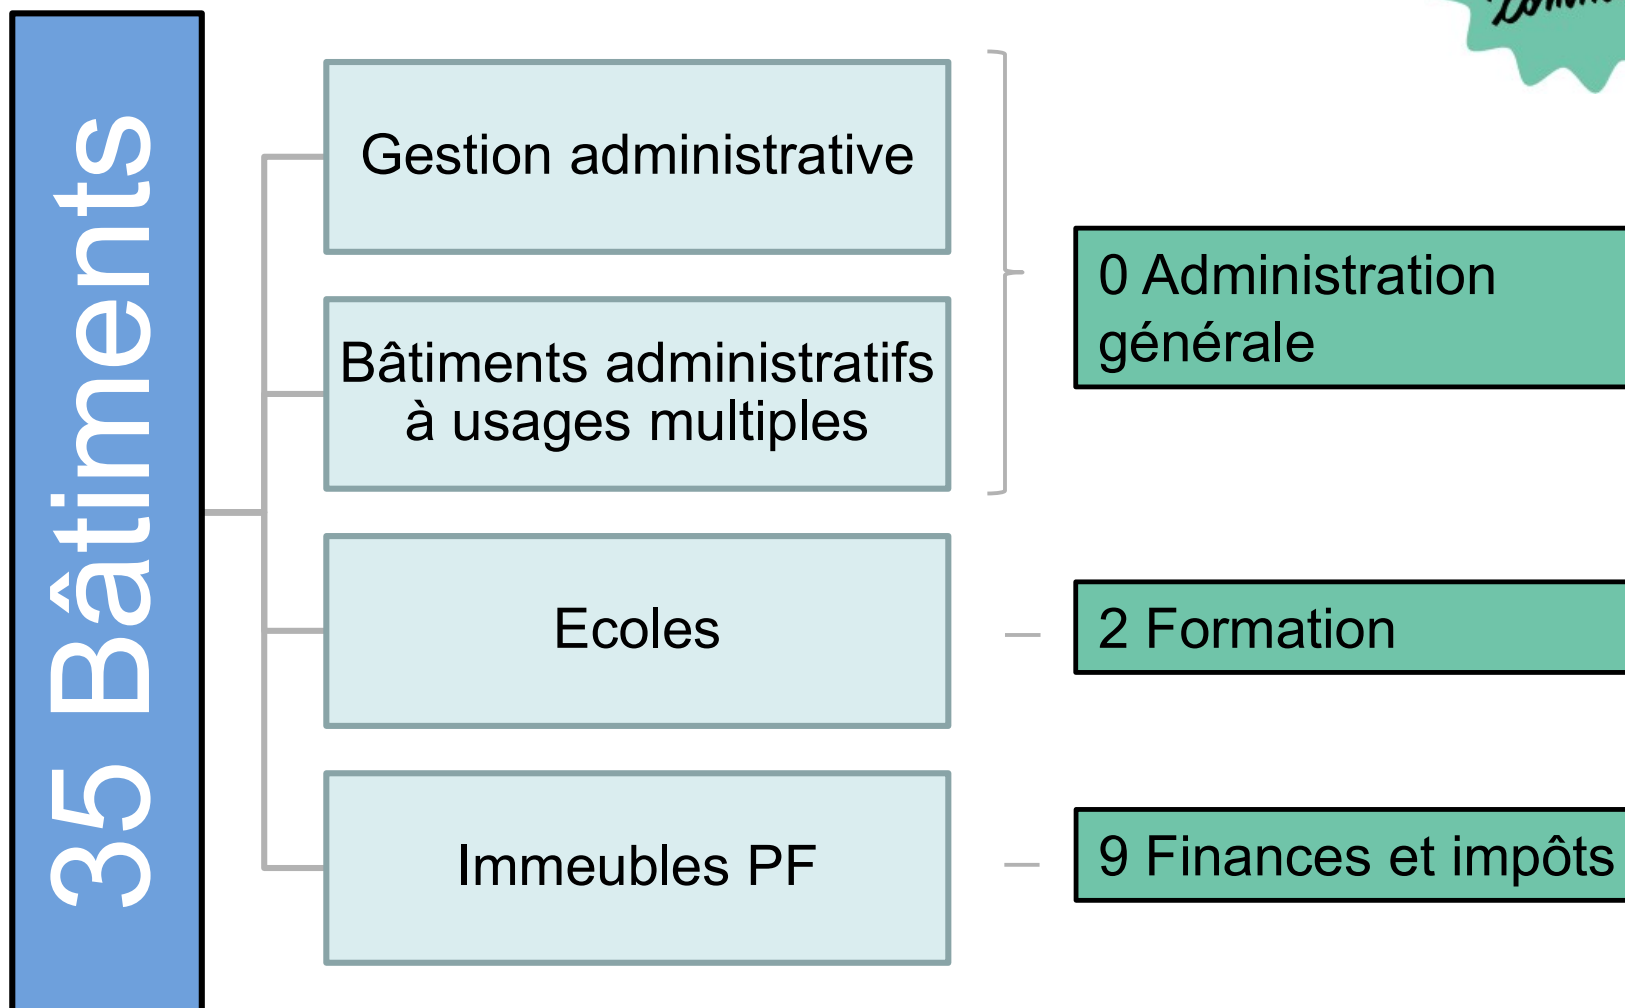 35 Bâtiments
Gestion administrative
Bâtiments administratifs
à usages multiples
Ecoles
Immeubles PF
0 Administration
générale
2 Formation
9 Finances et impôts